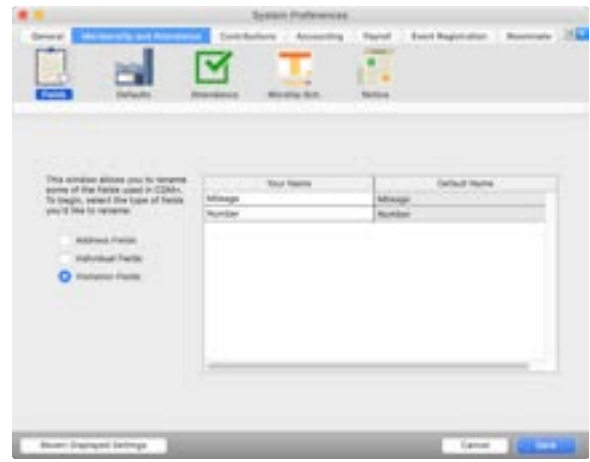 System Preferences
General Membership and Attendance Contributions Accounting Payroll Event Registration Roommate
Fields Defaults Attendance Worship Sch. Notice
This window allows you to rename
some of the fields used in CDM+.
To begin, select the type of fields
you'd like to rename.
Your Name Default Name
Mileage Mileage
Number Number
Address Fields
Individual Fields
Visitation Fields
Revert Displayed Settings Cancel Save